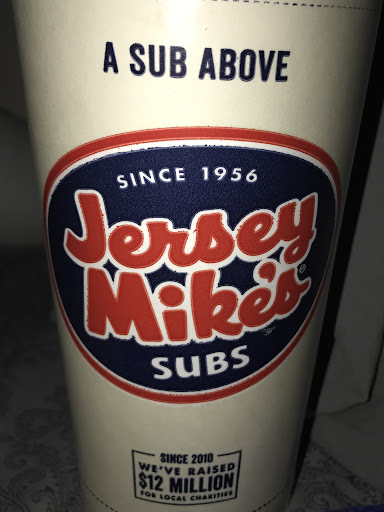 A SUB ABOVE
SINCE 1956
Jersey
Mike's®
SUBS
SINCE 2010
WE'VE RAISED
$12 MILLION
FOR LOCAL CHARITIES